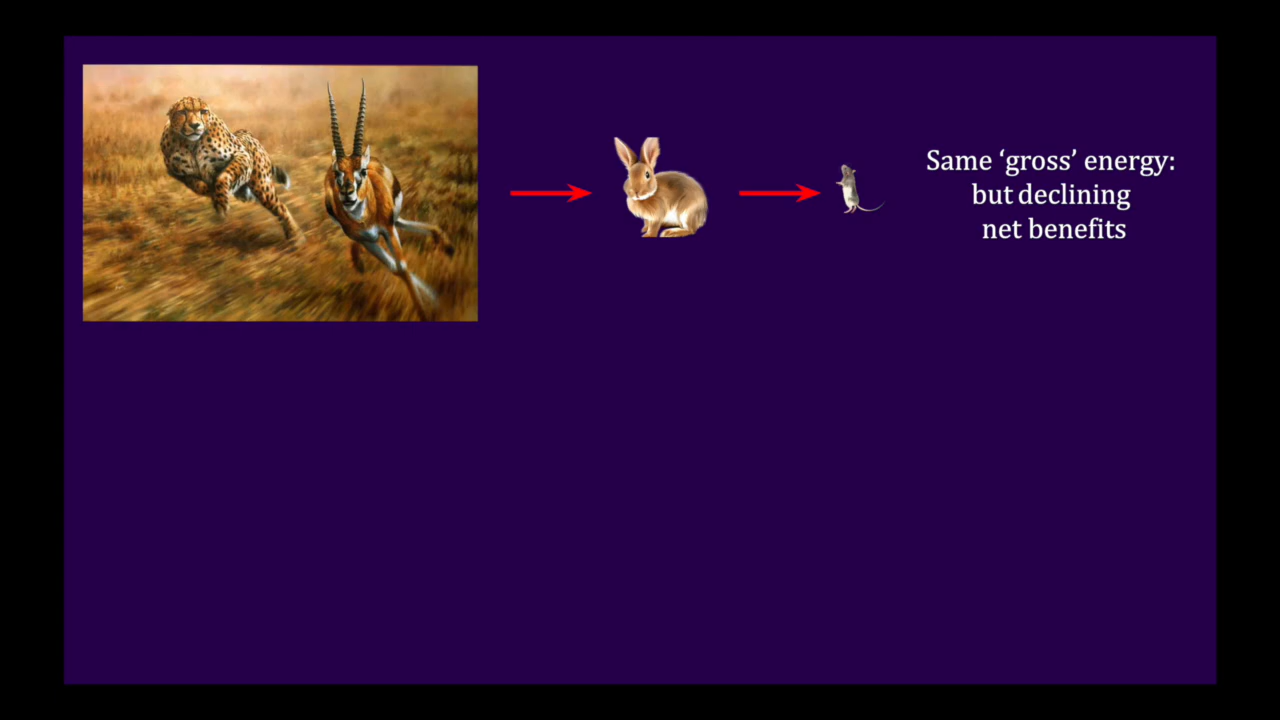 Same ‘gross’ energy:
but declining
net benefits